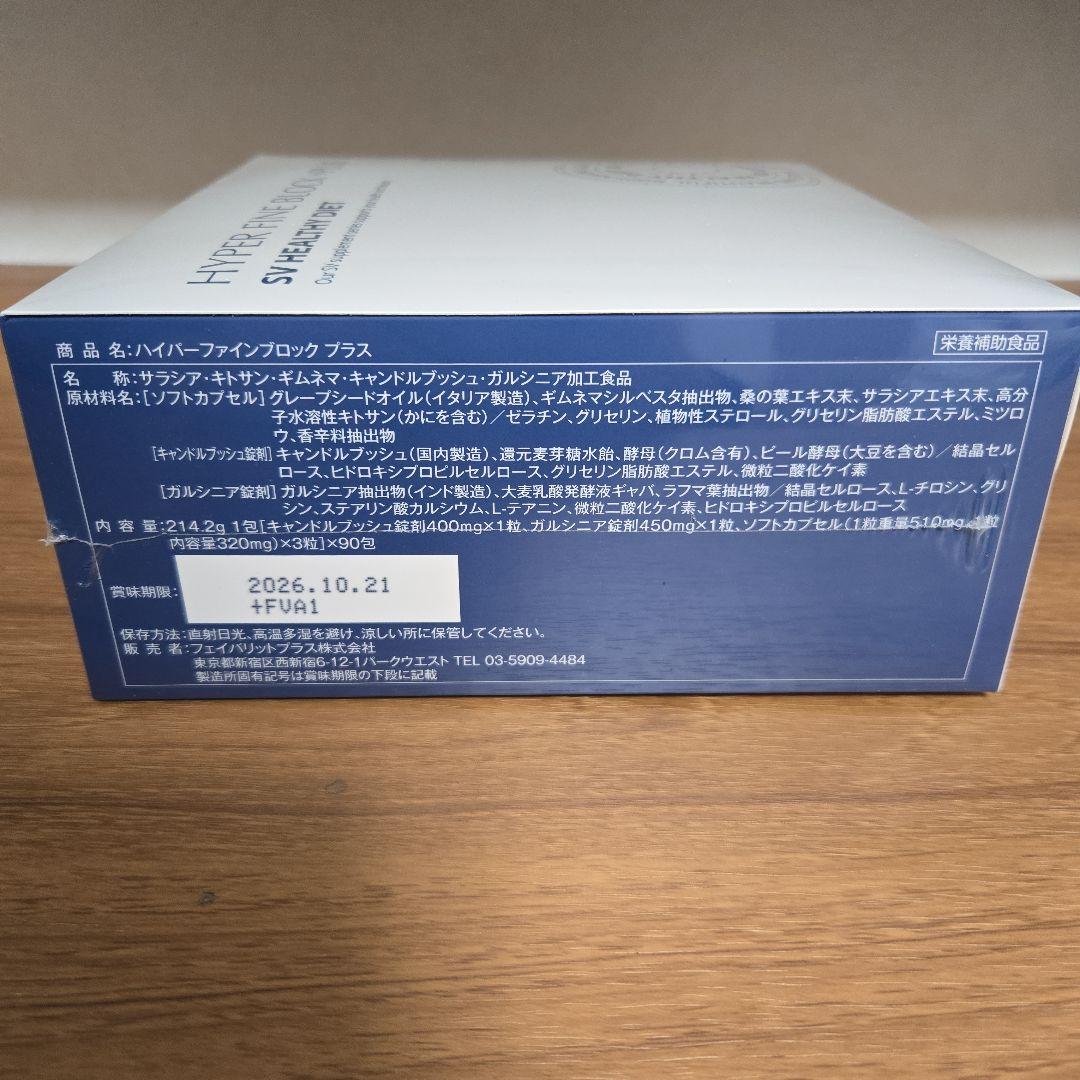 HYPER FINE BLOCK
SV HEALTHY DIET
Our SV supplement series support your
商品名:ハイパーファインブロック プラス
栄養補助食品
名称:サラシア・キトサン・ギムネマ・キャンドルブッシュ・ガルシニア加工食品
原材料名:[ソフトカプセル]グレープシードオイル(イタリア製造)、ギムネマシルベスタ抽出物、桑の葉エキス末、サラシアエキス末、高分
子水溶性キトサン(かにを含む)/ゼラチン、グリセリン、植物性ステロール、グリセリン脂肪酸エステル、ミツロ
ウ、香辛料抽出物
[キャンドルブッシュ錠剤]キャンドルブッシュ(国内製造)、還元麦芽糖水飴、酵母(クロム含有)、ビール酵母(大豆を含む)/結晶セル
ロース、ヒドロキシプロピルセルロース、グリセリン脂肪酸エステル、微粒二酸化ケイ素
[ガルシニア錠剤]ガルシニア抽出物(インド製造)、大麦乳酸発酵液ギャバ、ラフマ葉抽出物/結晶セルロース、L-チロシン、グリ
シン、ステアリン酸カルシウム、L-テアニン、微粒二酸化ケイ素、ヒドロキシプロピルセルロース
内容量:214.2g 1包[キャンドルブッシュ錠剤400mg×1粒、ガルシニア錠剤450mg×1粒、ソフトカプセル(1粒重量510mg、1粒
内容量320mg)×3粒]×90包
賞味期限:
2026.10.21
+FVA1
保存方法:直射日光、高温多湿を避け、涼しい所に保管してください。
販売者:フェイバリットプラス株式会社
東京都新宿区西新宿6-12-1パークウエスト TEL 03-5909-4484
製造所固有記号は賞味期限の下段に記載